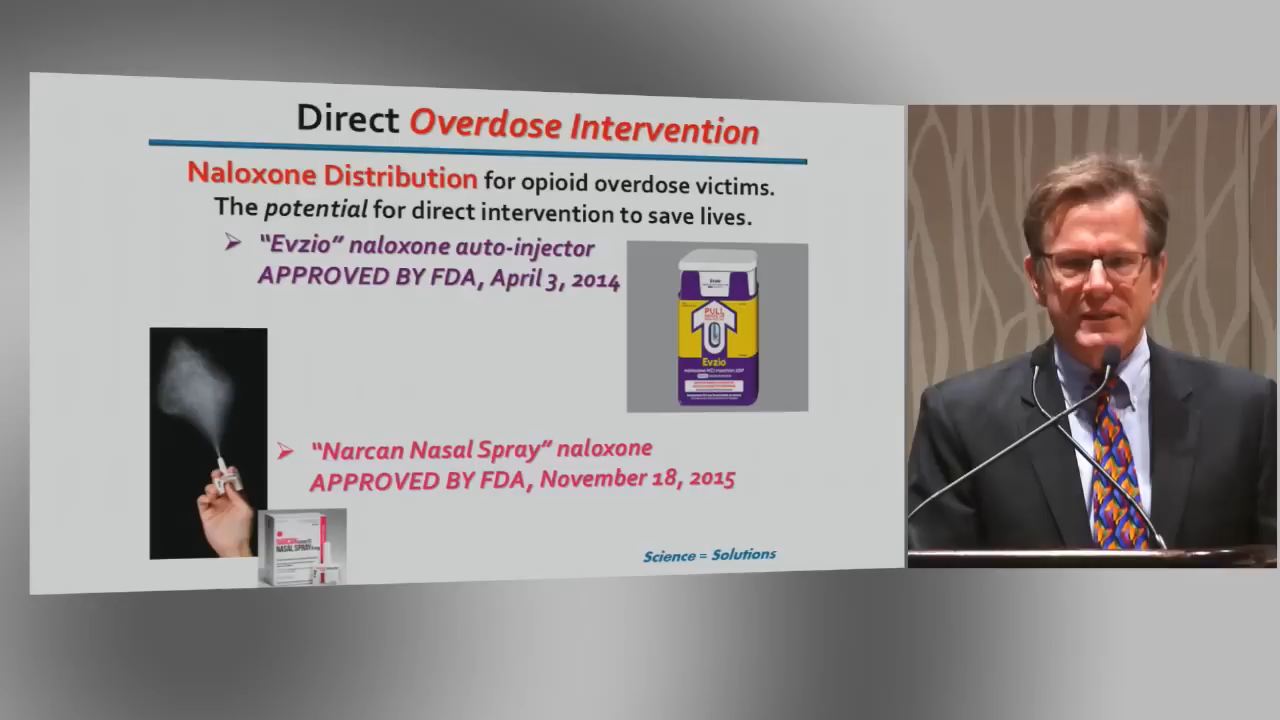 Direct Overdose Intervention
Naloxone Distribution for opioid overdose victims.
The potential for direct intervention to save lives.
➢ “Evzio” naloxone auto-injector
APPROVED BY FDA, April 3, 2014
PULL
Evzio
➢ “Narcan Nasal Spray” naloxone
APPROVED BY FDA, November 18, 2015
NARCAN
NASAL SPRAY
Science = Solutions